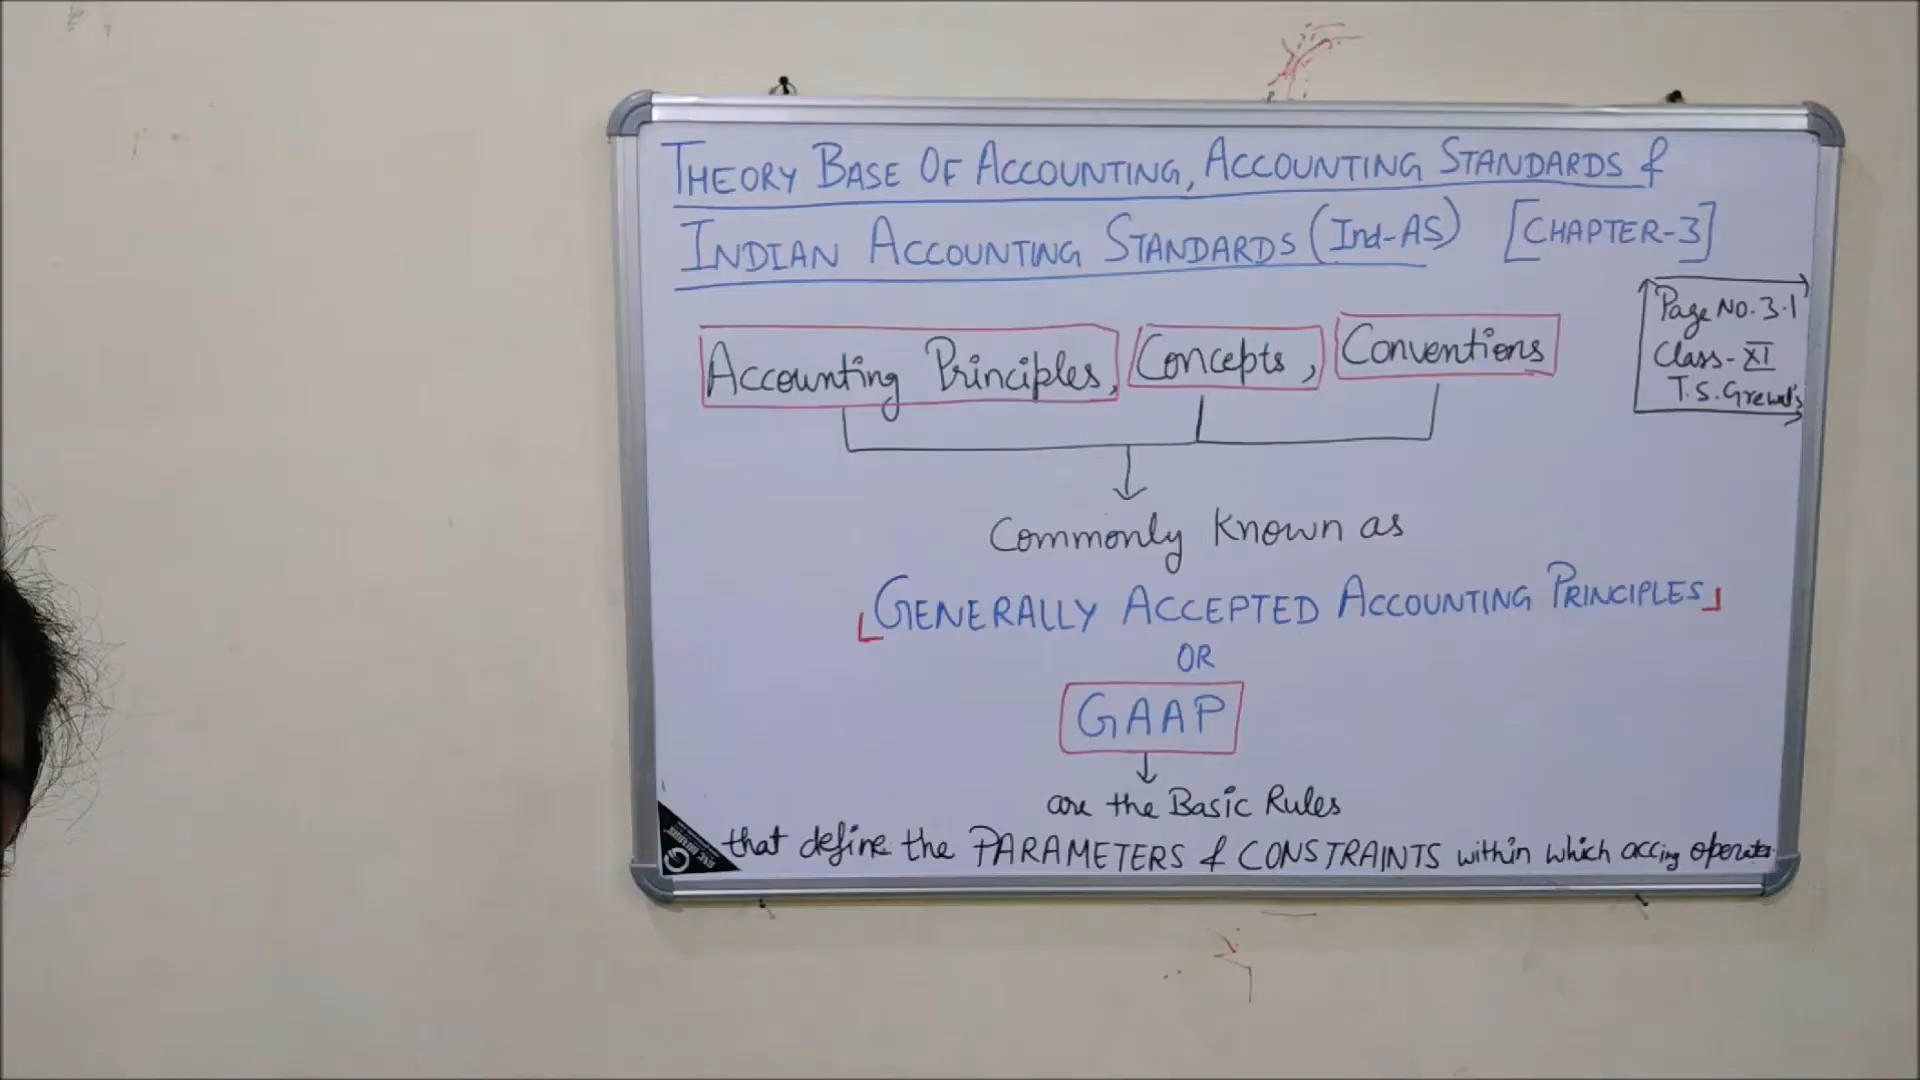 THEORY BASE OF ACCOUNTING, ACCOUNTING STANDARDS &
INDIAN ACCOUNTING STANDARDS (Ind-AS) [CHAPTER-3]
Page No. 3.1
Class-XI
T.S. Grewal's
Accounting Principles, Concepts, Conventions
Commonly Known as
GENERALLY ACCEPTED ACCOUNTING PRINCIPLES
OR
GAAP
are the Basic Rules
that define the PARAMETERS & CONSTRAINTS within which accing operates